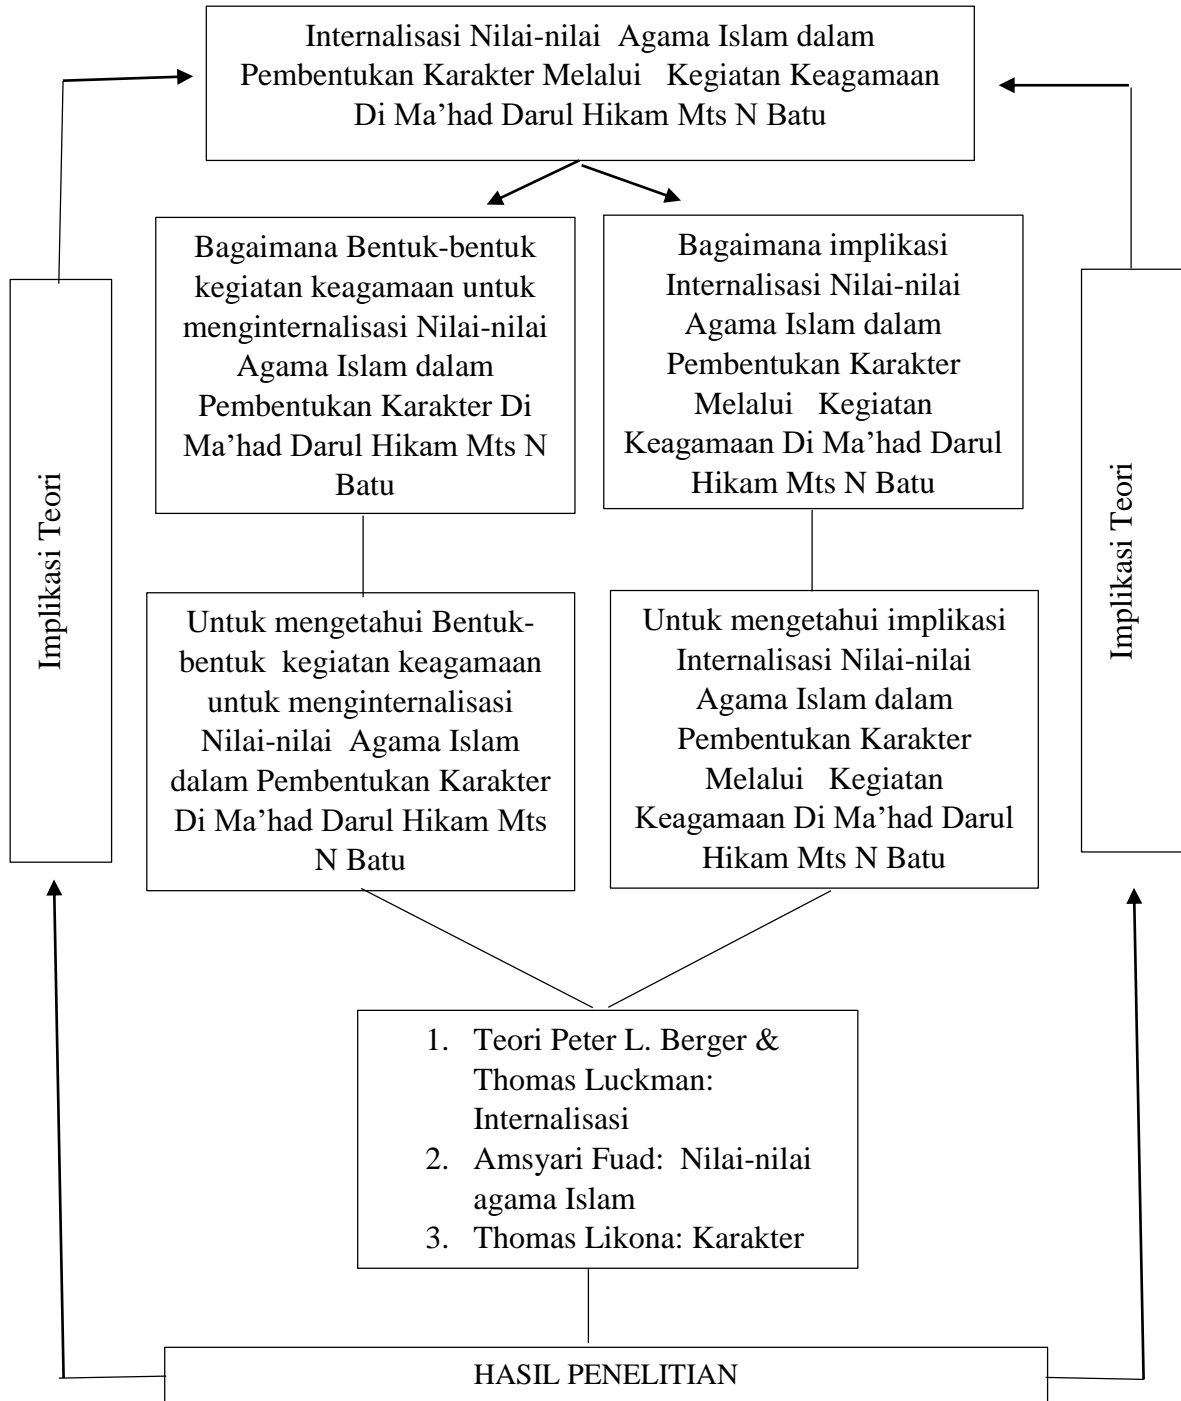 Internalisasi Nilai-nilai Agama Islam dalam
Pembentukan Karakter Melalui Kegiatan Keagamaan
Di Ma’had Darul Hikam Mts N Batu
Bagaimana Bentuk-bentuk
kegiatan keagamaan untuk
menginternalisasi Nilai-nilai
Agama Islam dalam
Pembentukan Karakter Di
Ma’had Darul Hikam Mts N
Batu
Bagaimana implikasi
Internalisasi Nilai-nilai
Agama Islam dalam
Pembentukan Karakter
Melalui Kegiatan
Keagamaan Di Ma’had Darul
Hikam Mts N Batu
Implikasi Teori
Implikasi Teori
Untuk mengetahui Bentuk-
bentuk kegiatan keagamaan
untuk menginternalisasi
Nilai-nilai Agama Islam
dalam Pembentukan Karakter
Di Ma’had Darul Hikam Mts
N Batu
Untuk mengetahui implikasi
Internalisasi Nilai-nilai
Agama Islam dalam
Pembentukan Karakter
Melalui Kegiatan
Keagamaan Di Ma’had Darul
Hikam Mts N Batu
1. Teori Peter L. Berger &
Thomas Luckman:
Internalisasi
2. Amsyari Fuad: Nilai-nilai
agama Islam
3. Thomas Likona: Karakter
HASIL PENELITIAN